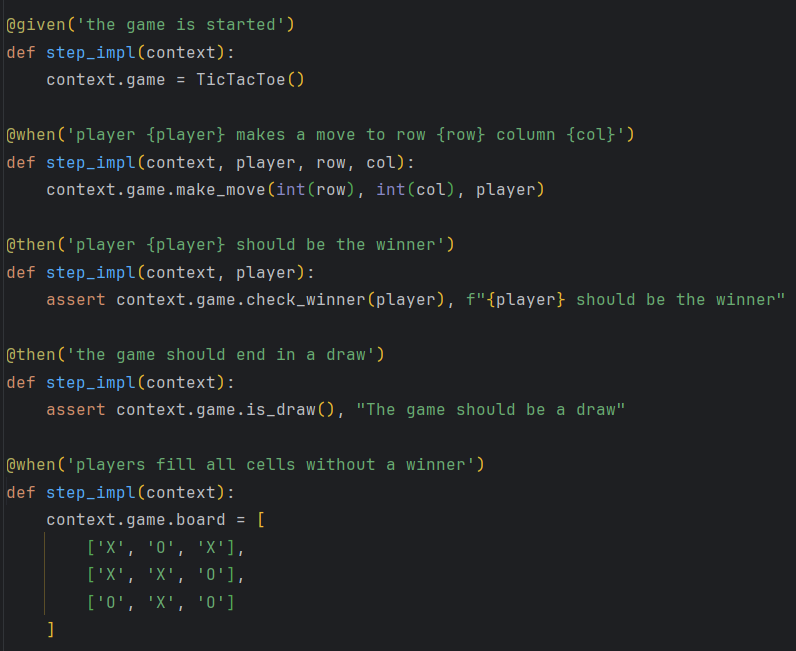 @given('the game is started')
def step_impl(context):
    context.game = TicTacToe()

@when('player {player} makes a move to row {row} column {col}')
def step_impl(context, player, row, col):
    context.game.make_move(int(row), int(col), player)

@then('player {player} should be the winner')
def step_impl(context, player):
    assert context.game.check_winner(player), f"{player} should be the winner"

@then('the game should end in a draw')
def step_impl(context):
    assert context.game.is_draw(), "The game should be a draw"

@when('players fill all cells without a winner')
def step_impl(context):
    context.game.board = [
        ['X', 'O', 'X'],
        ['X', 'X', 'O'],
        ['O', 'X', 'O']
    ]